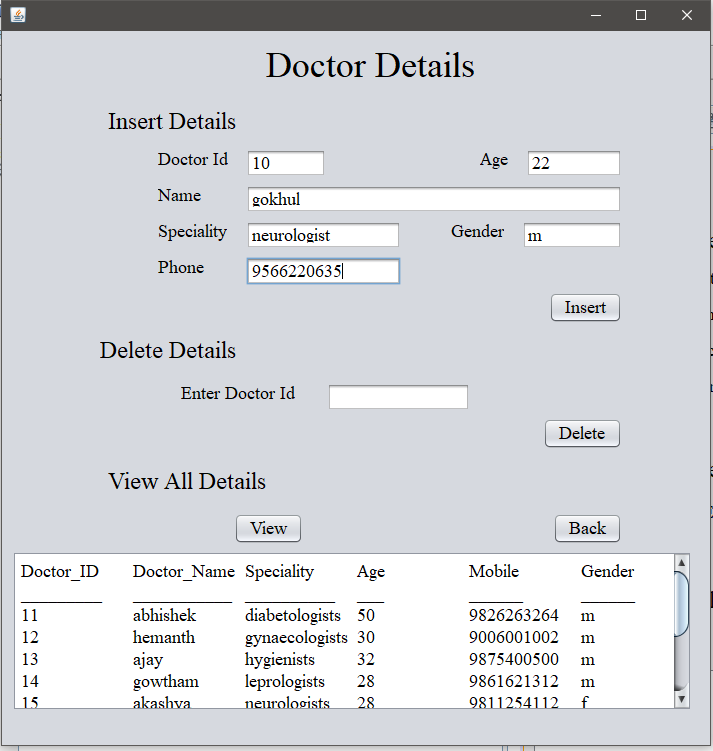 Doctor Details
Insert Details
Doctor Id 10 Age 22
Name gokhul
Speciality neurologist Gender m
Phone 9566220635
Insert
Delete Details
Enter Doctor Id
Delete
View All Details
View Back
Doctor_ID Doctor_Name Speciality Age Mobile Gender
11 abhishek diabetologists 50 9826263264 m
12 hemanth gynaecologists 30 9006001002 m
13 ajay hygienists 32 9875400500 m
14 gowtham leprologists 28 9861621312 m
15 akashya neurologists 28 9811254112 f